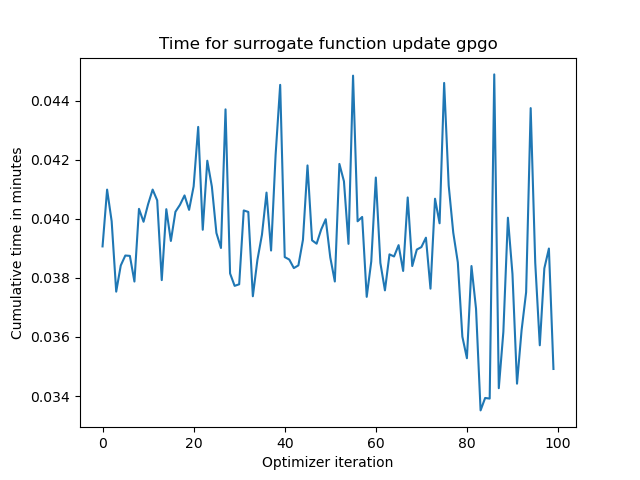 Time for surrogate function update gpgo
Cumulative time in minutes
0.044
0.042
0.040
0.038
0.036
0.034
0 20 40 60 80 100
Optimizer iteration